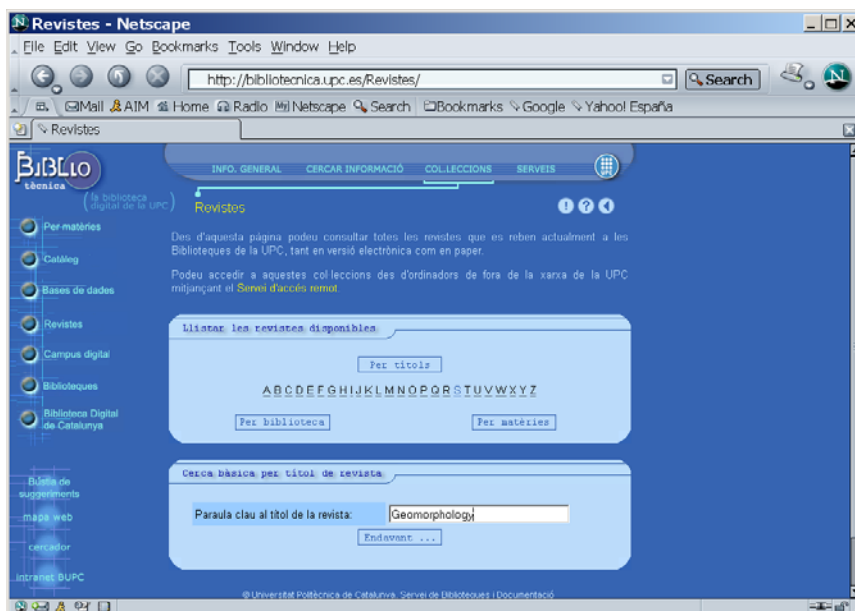 Revistes - Netscape
File Edit View Go Bookmarks Tools Window Help
http://bibliotecnica.upc.es/Revistes/
Search
N
Mail AIM Home Radio Netscape Search Bookmarks Google Yahoo! España
Revistes
BIBLIO
tècnica
(la biblioteca
digital de la UPC)
INFO. GENERAL CERCAR INFORMACIÓ COL.LECCIONS SERVEIS
Revistes
! ?
Per matèries
Catàleg
Bases de dades
Revistes
Campus digital
Biblioteques
Biblioteca Digital
de Catalunya
Bústia de
suggeriments
mapa web
cercador
intranet BUPC
Des d'aquesta pàgina podeu consultar totes les revistes que es reben actualment a les
Biblioteques de la UPC, tant en versió electrònica com en paper.
Podeu accedir a aquestes col·leccions des d'ordinadors de fora de la xarxa de la UPC
mitjançant el Servei d'accés remot.
Llistar les revistes disponibles
Per títols
A B C D E F G H I J K L M N O P Q R S T U V W X Y Z
Per biblioteca Per matèries
Cerca bàsica per títol de revista
Paraula clau al títol de la revista: Geomorphology
Endavant ...
© Universitat Politècnica de Catalunya. Servei de Biblioteques i Documentació